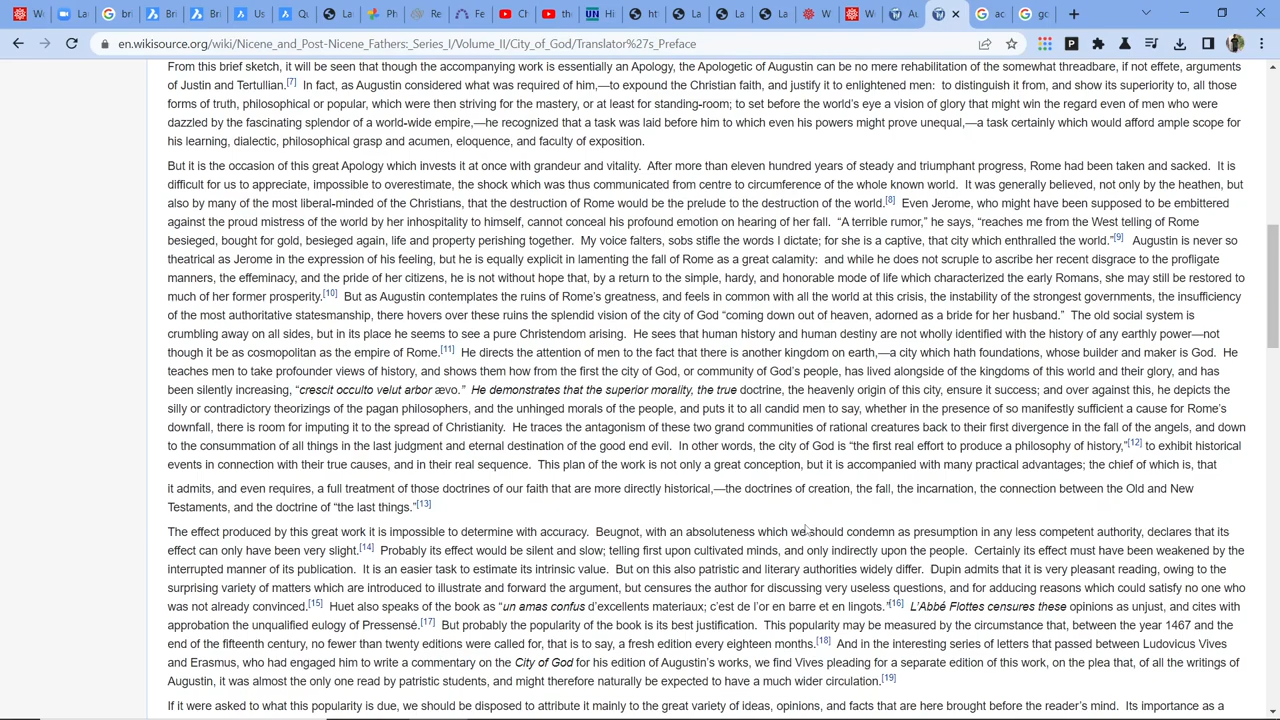 We
La
bri
Bri
Bri
Us
Qu
La
Ph
Re
Fe
Ch
the
UN
Hi
ht
La
La
La
W
We
Au
ac
go
en.wikisource.org/wiki/Nicene_and_Post-Nicene_Fathers:_Series_I/Volume_II/City_of_God/Translator%27s_Preface
From this brief sketch, it will be seen that though the accompanying work is essentially an Apology, the Apologetic of Augustin can be no mere rehabilitation of the somewhat threadbare, if not effete, arguments
of Justin and Tertullian.[7] In fact, as Augustin considered what was required of him,—to expound the Christian faith, and justify it to enlightened men: to distinguish it from, and show its superiority to, all those
forms of truth, philosophical or popular, which were then striving for the mastery, or at least for standing-room; to set before the world's eye a vision of glory that might win the regard even of men who were
dazzled by the fascinating splendor of a world-wide empire,—he recognized that a task was laid before him to which even his powers might prove unequal,—a task certainly which would afford ample scope for
his learning, dialectic, philosophical grasp and acumen, eloquence, and faculty of exposition.
But it is the occasion of this great Apology which invests it at once with grandeur and vitality. After more than eleven hundred years of steady and triumphant progress, Rome had been taken and sacked. It is
difficult for us to appreciate, impossible to overestimate, the shock which was thus communicated from centre to circumference of the whole known world. It was generally believed, not only by the heathen, but
also by many of the most liberal-minded of the Christians, that the destruction of Rome would be the prelude to the destruction of the world.[8] Even Jerome, who might have been supposed to be embittered
against the proud mistress of the world by her inhospitality to himself, cannot conceal his profound emotion on hearing of her fall. “A terrible rumor,” he says, “reaches me from the West telling of Rome
besieged, bought for gold, besieged again, life and property perishing together. My voice falters, sobs stifle the words I dictate; for she is a captive, that city which enthralled the world.”[9] Augustin is never so
theatrical as Jerome in the expression of his feeling, but he is equally explicit in lamenting the fall of Rome as a great calamity: and while he does not scruple to ascribe her recent disgrace to the profligate
manners, the effeminacy, and the pride of her citizens, he is not without hope that, by a return to the simple, hardy, and honorable mode of life which characterized the early Romans, she may still be restored to
much of her former prosperity.[10] But as Augustin contemplates the ruins of Rome's greatness, and feels in common with all the world at this crisis, the instability of the strongest governments, the insufficiency
of the most authoritative statesmanship, there hovers over these ruins the splendid vision of the city of God “coming down out of heaven, adorned as a bride for her husband.” The old social system is
crumbling away on all sides, but in its place he seems to see a pure Christendom arising. He sees that human history and human destiny are not wholly identified with the history of any earthly power—not
though it be as cosmopolitan as the empire of Rome.[11] He directs the attention of men to the fact that there is another kingdom on earth,—a city which hath foundations, whose builder and maker is God. He
teaches men to take profounder views of history, and shows them how from the first the city of God, or community of God's people, has lived alongside of the kingdoms of this world and their glory, and has
been silently increasing, “crescit occulto velut arbor ævo.” He demonstrates that the superior morality, the true doctrine, the heavenly origin of this city, ensure it success; and over against this, he depicts the
silly or contradictory theorizings of the pagan philosophers, and the unhinged morals of the people, and puts it to all candid men to say, whether in the presence of so manifestly sufficient a cause for Rome's
downfall, there is room for imputing it to the spread of Christianity. He traces the antagonism of these two grand communities of rational creatures back to their first divergence in the fall of the angels, and down
to the consummation of all things in the last judgment and eternal destination of the good end evil. In other words, the city of God is “the first real effort to produce a philosophy of history,”[12] to exhibit historical
events in connection with their true causes, and in their real sequence. This plan of the work is not only a great conception, but it is accompanied with many practical advantages; the chief of which is, that
it admits, and even requires, a full treatment of those doctrines of our faith that are more directly historical,—the doctrines of creation, the fall, the incarnation, the connection between the Old and New
Testaments, and the doctrine of “the last things.”[13]
The effect produced by this great work it is impossible to determine with accuracy. Beugnot, with an absoluteness which we should condemn as presumption in any less competent authority, declares that its
effect can only have been very slight.[14] Probably its effect would be silent and slow; telling first upon cultivated minds, and only indirectly upon the people. Certainly its effect must have been weakened by the
interrupted manner of its publication. It is an easier task to estimate its intrinsic value. But on this also patristic and literary authorities widely differ. Dupin admits that it is very pleasant reading, owing to the
surprising variety of matters which are introduced to illustrate and forward the argument, but censures the author for discussing very useless questions, and for adducing reasons which could satisfy no one who
was not already convinced.[15] Huet also speaks of the book as “un amas confus d'excellents materiaux; c'est de l'or en barre et en lingots.”[16] L'Abbé Flottes censures these opinions as unjust, and cites with
approbation the unqualified eulogy of Pressensé.[17] But probably the popularity of the book is its best justification. This popularity may be measured by the circumstance that, between the year 1467 and the
end of the fifteenth century, no fewer than twenty editions were called for, that is to say, a fresh edition every eighteen months.[18] And in the interesting series of letters that passed between Ludovicus Vives
and Erasmus, who had engaged him to write a commentary on the City of God for his edition of Augustin's works, we find Vives pleading for a separate edition of this work, on the plea that, of all the writings of
Augustin, it was almost the only one read by patristic students, and might therefore naturally be expected to have a much wider circulation.[19]
If it were asked to what this popularity is due, we should be disposed to attribute it mainly to the great variety of ideas, opinions, and facts that are here brought before the reader's mind. Its importance as a